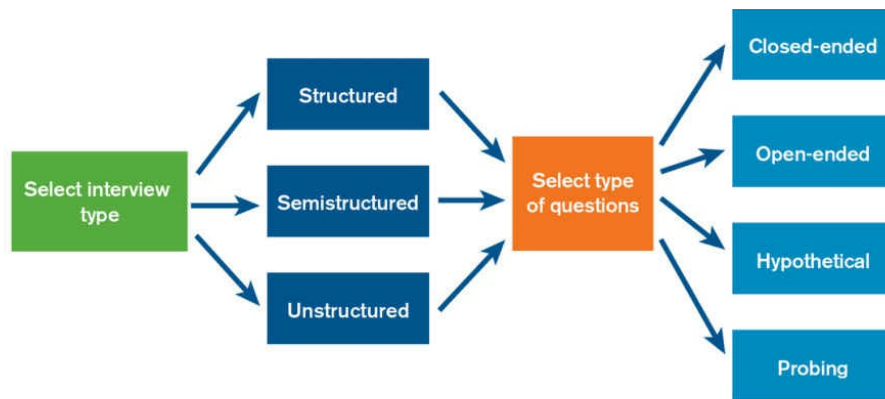 Select interview
type
Structured
Semistructured
Unstructured
Select type
of questions
Closed-ended
Open-ended
Hypothetical
Probing